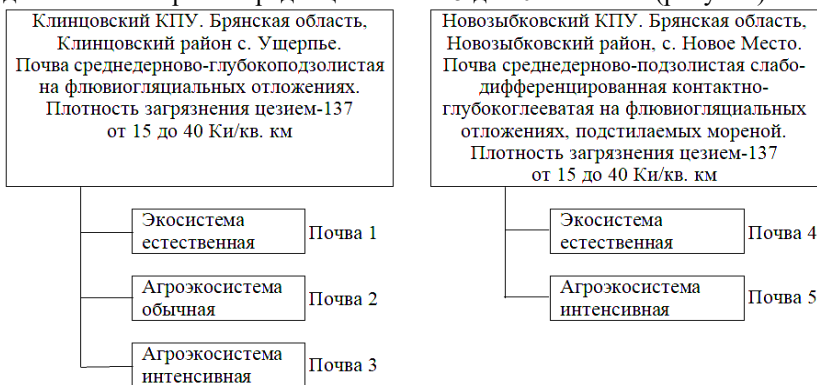 Клинцовский КПУ. Брянская область,
Клинцовский район с. Ущерпье.
Почва среднедерново-глубокоподзолистая
на флювиогляциальных отложениях.
Плотность загрязнения цезием-137
от 15 до 40 Ки/кв. км
Экосистема
естественная
Почва 1
Агроэкосистема
обычная
Почва 2
Агроэкосистема
интенсивная
Почва 3
Новозыбковский КПУ. Брянская область,
Новозыбковский район, с. Новое Место.
Почва среднедерново-подзолистая слабо-
дифференцированная контактно-
глубокоглееватая на флювиогляциальных
отложениях, подстилаемых мореной.
Плотность загрязнения цезием-137
от 15 до 40 Ки/кв. км
Экосистема
естественная
Почва 4
Агроэкосистема
интенсивная
Почва 5